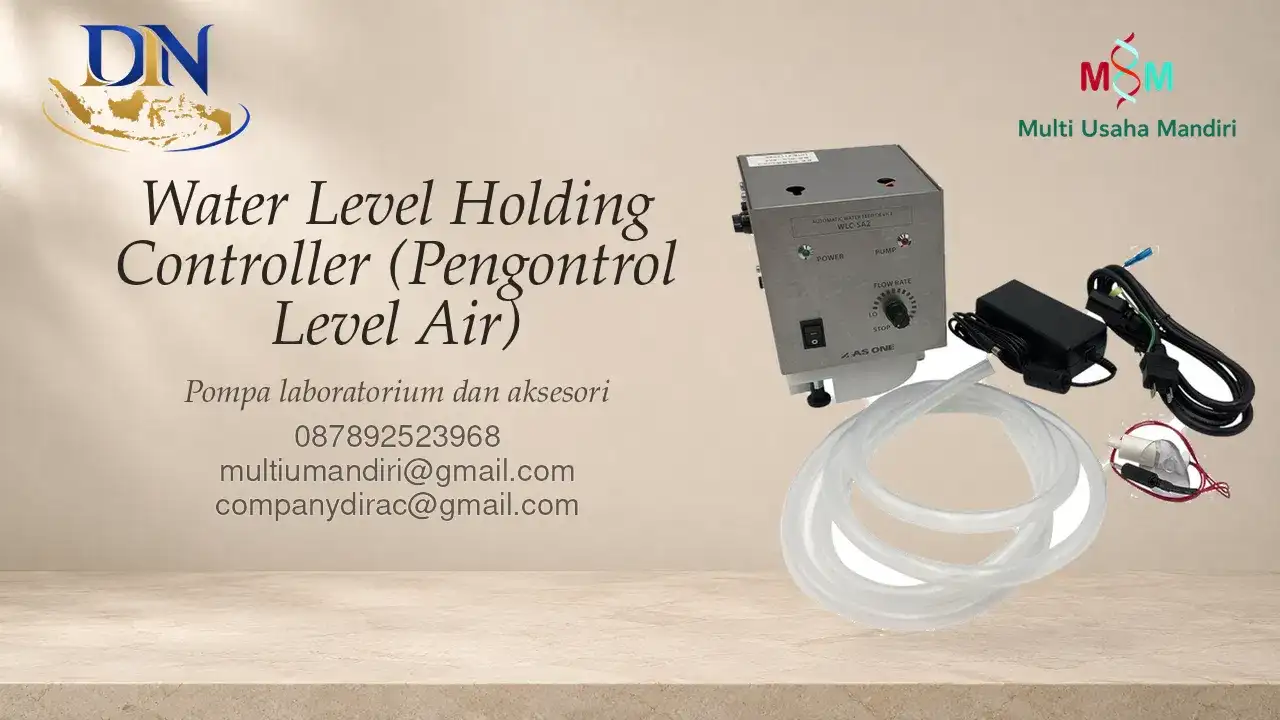 DN
M M
Multi Usaha Mandiri
Water Level Holding
Controller (Pengontrol
Level Air)
Pompa laboratorium dan aksesori
087892523968
multiumandiri@gmail.com
companydirac@gmail.com
WLC-SA2
POWER
PUMP
FLOW RATE
LO
STOP
AS ONE